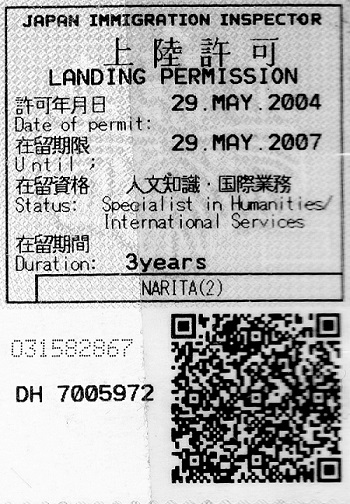 JAPAN IMMIGRATION INSPECTOR
上陸許可
LANDING PERMISSION
許可年月日 29.MAY.2004
Date of permit:
在留期限 29.MAY.2007
Until ;
在留資格 人文知識・国際業務
Status: Specialist in Humanities/
International Services
在留期間
Duration: 3years
NARITA(2)
031582867
DH 7005972